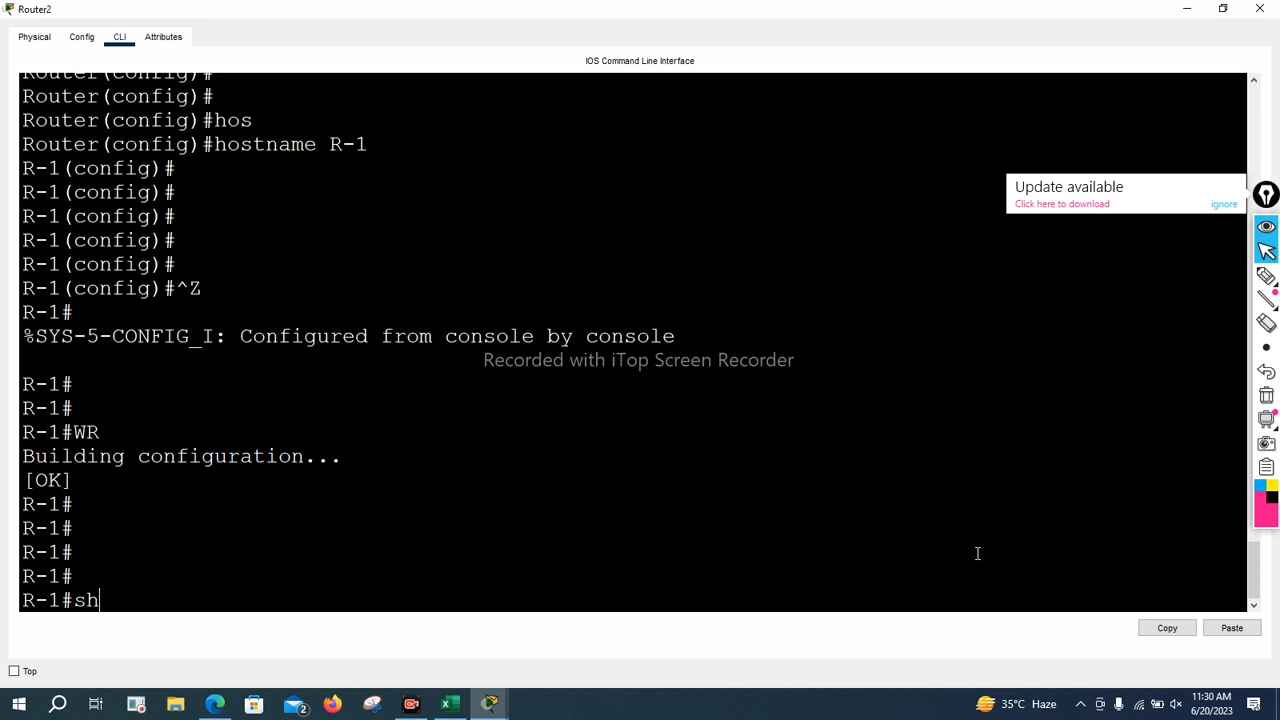 Router2
Physical
Config
CLI
Attributes
IOS Command Line Interface
Router(config)#
Router(config)#
Router(config)#hos
Router(config)#hostname R-1
R-1(config)#
R-1(config)#
R-1(config)#
R-1(config)#
R-1(config)#
R-1(config)#^Z
R-1#
%SYS-5-CONFIG_I: Configured from console by console
Recorded with iTop Screen Recorder
R-1#
R-1#
R-1#WR
Building configuration...
[OK]
R-1#
R-1#
R-1#
R-1#
R-1#sh
Update available
Click here to download
ignore
Copy
Paste
Top
2
35°C Haze
11:30 AM
6/20/2023